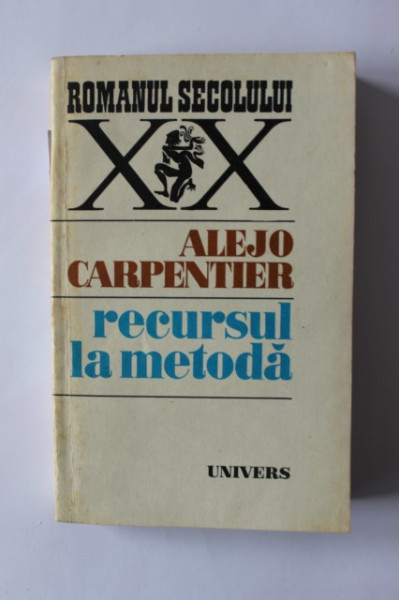 ROMANUL SECOLULUI
XX
ALEJO
CARPENTIER
recursul
la metodă
UNIVERS